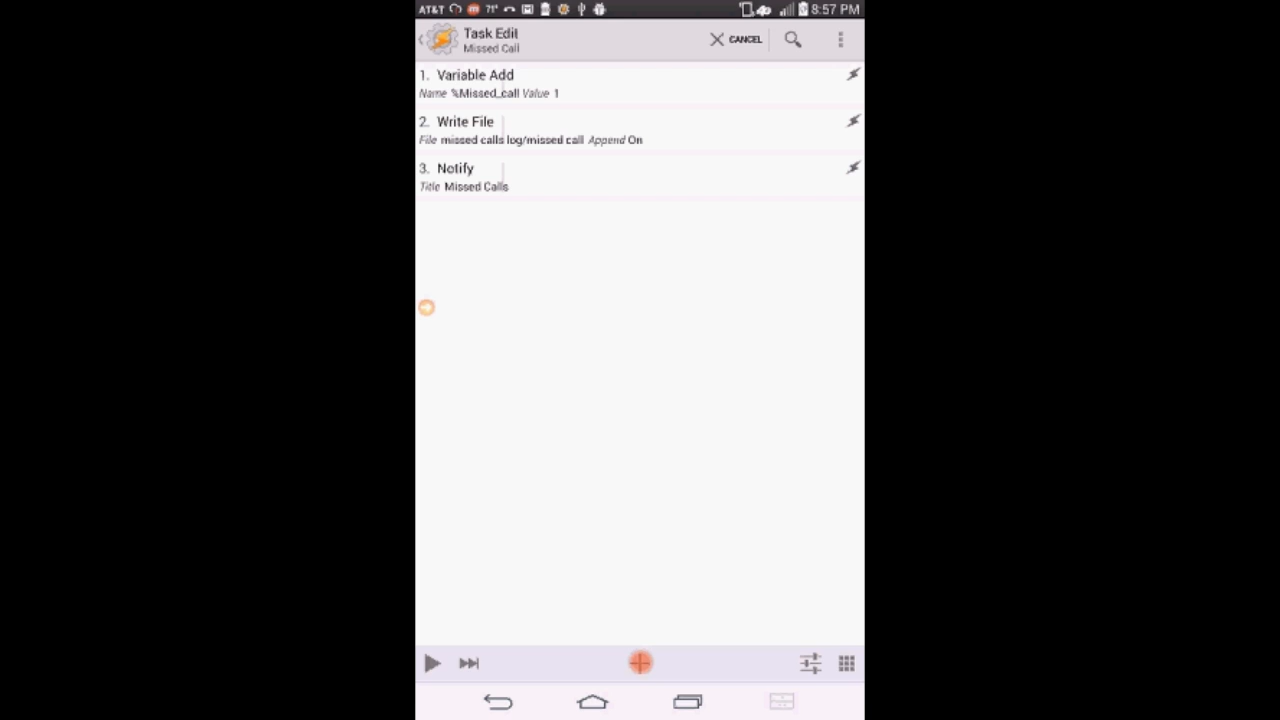 AT&T 71° 8:57 PM
Task Edit
Missed Call
CANCEL
1. Variable Add
Name %Missed_call Value 1
2. Write File
File missed calls log/missed call Append On
3. Notify
Title Missed Calls